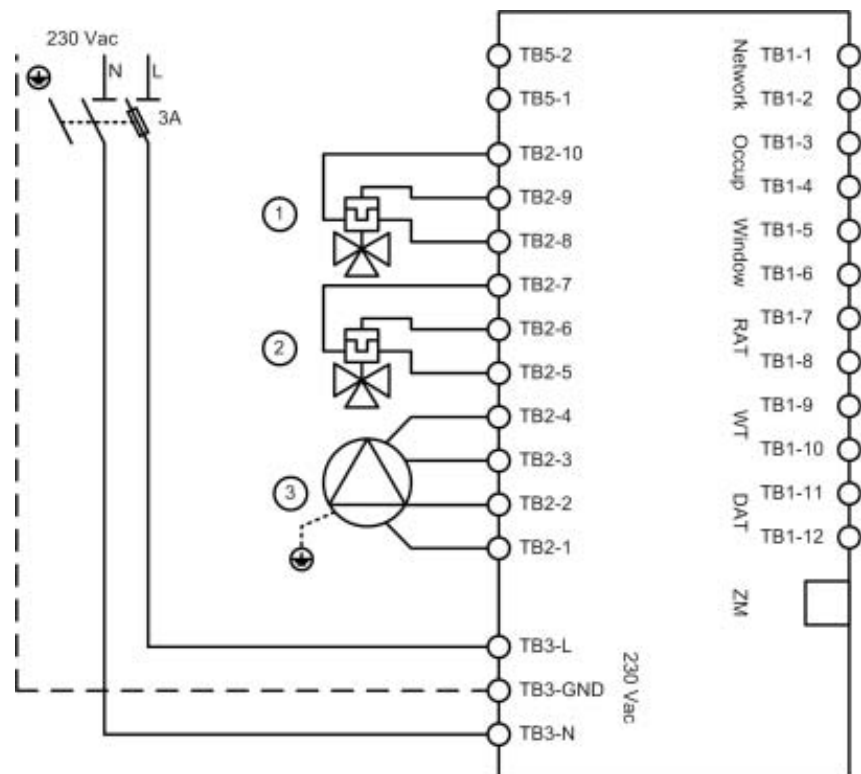 230 Vac
N
L
3A
TB5-2
TB5-1
TB2-10
TB2-9
TB2-8
TB2-7
TB2-6
TB2-5
TB2-4
TB2-3
TB2-2
TB2-1
TB3-L
TB3-GND
TB3-N
1
2
3
230 Vac
Network
Occup
Window
RAT
WT
DAT
ZM
TB1-1
TB1-2
TB1-3
TB1-4
TB1-5
TB1-6
TB1-7
TB1-8
TB1-9
TB1-10
TB1-11
TB1-12